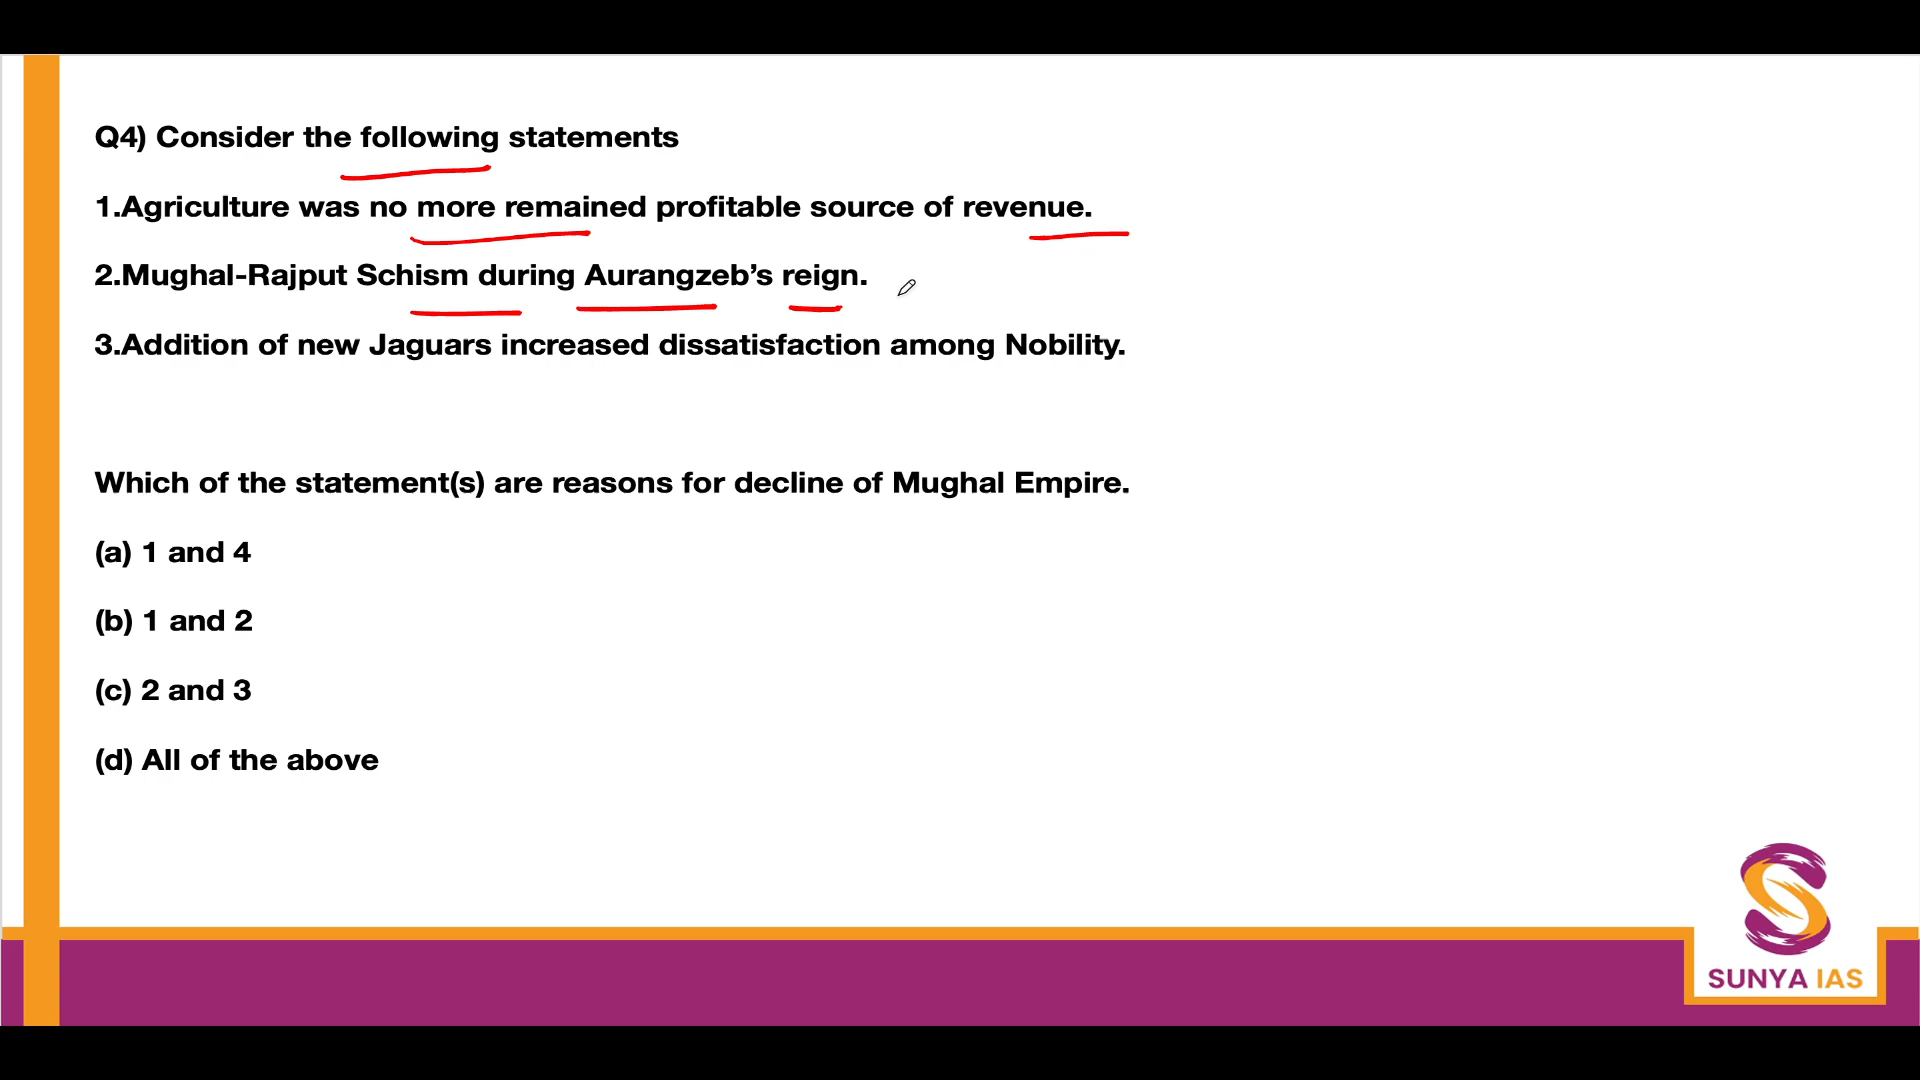 Q4) Consider the following statements
1.Agriculture was no more remained profitable source of revenue.
2.Mughal-Rajput Schism during Aurangzeb’s reign.
3.Addition of new Jaguars increased dissatisfaction among Nobility.
Which of the statement(s) are reasons for decline of Mughal Empire.
(a) 1 and 4
(b) 1 and 2
(c) 2 and 3
(d) All of the above
SUNYA IAS